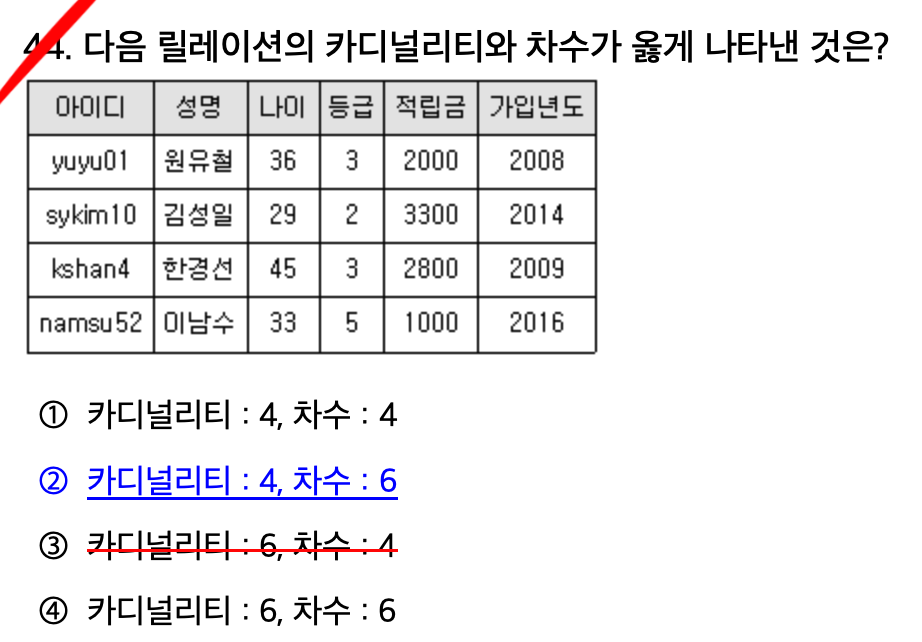 44. 다음 릴레이션의 카디널리티와 차수가 옳게 나타낸 것은?
아이디 성명 나이 등급 적립금 가입년도
yuyu01 원유철 36 3 2000 2008
sykim10 김성일 29 2 3300 2014
kshan4 한경선 45 3 2800 2009
namsu52 이남수 33 5 1000 2016
① 카디널리티 : 4, 차수 : 4
② 카디널리티 : 4, 차수 : 6
③ 카디널리티 : 6, 차수 : 4
④ 카디널리티 : 6, 차수 : 6